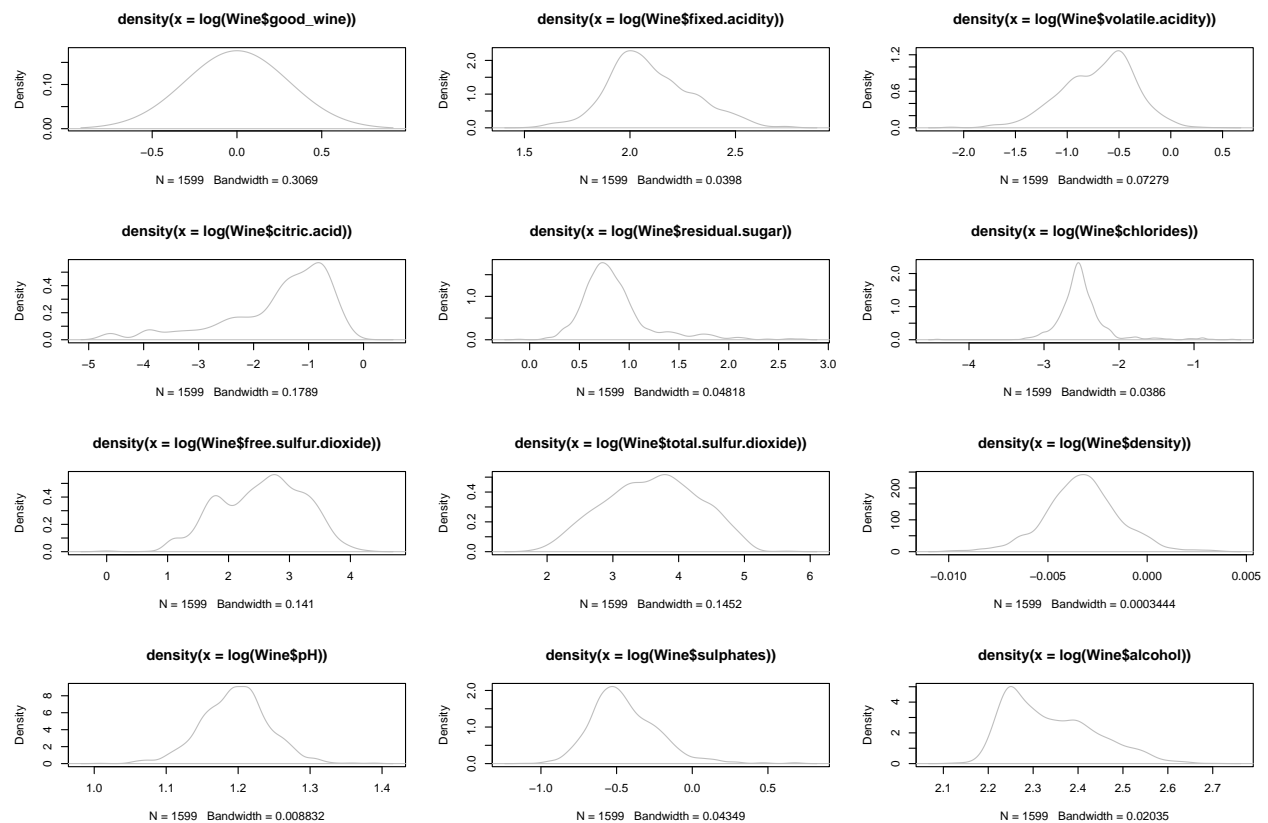 density(x = log(Wine$good_wine))
Density
0.00 0.10
−0.5 0.0 0.5
N = 1599 Bandwidth = 0.3069
density(x = log(Wine$fixed.acidity))
Density
0.0 1.0 2.0
1.5 2.0 2.5
N = 1599 Bandwidth = 0.0398
density(x = log(Wine$volatile.acidity))
Density
0.0 0.6 1.2
−2.0 −1.5 −1.0 −0.5 0.0 0.5
N = 1599 Bandwidth = 0.07279
density(x = log(Wine$citric.acid))
Density
0.0 0.2 0.4
−5 −4 −3 −2 −1 0
N = 1599 Bandwidth = 0.1789
density(x = log(Wine$residual.sugar))
Density
0.0 1.0
0.0 0.5 1.0 1.5 2.0 2.5 3.0
N = 1599 Bandwidth = 0.04818
density(x = log(Wine$chlorides))
Density
0.0 1.0 2.0
−4 −3 −2 −1
N = 1599 Bandwidth = 0.0386
density(x = log(Wine$free.sulfur.dioxide))
Density
0.0 0.2 0.4
0 1 2 3 4
N = 1599 Bandwidth = 0.141
density(x = log(Wine$total.sulfur.dioxide))
Density
0.0 0.2 0.4
2 3 4 5 6
N = 1599 Bandwidth = 0.1452
density(x = log(Wine$density))
Density
0 100 200
−0.010 −0.005 0.000 0.005
N = 1599 Bandwidth = 0.0003444
density(x = log(Wine$pH))
Density
0 2 4 6 8
1.0 1.1 1.2 1.3 1.4
N = 1599 Bandwidth = 0.008832
density(x = log(Wine$sulphates))
Density
0.0 1.0 2.0
−1.0 −0.5 0.0 0.5
N = 1599 Bandwidth = 0.04349
density(x = log(Wine$alcohol))
Density
0 2 4
2.1 2.2 2.3 2.4 2.5 2.6 2.7
N = 1599 Bandwidth = 0.02035